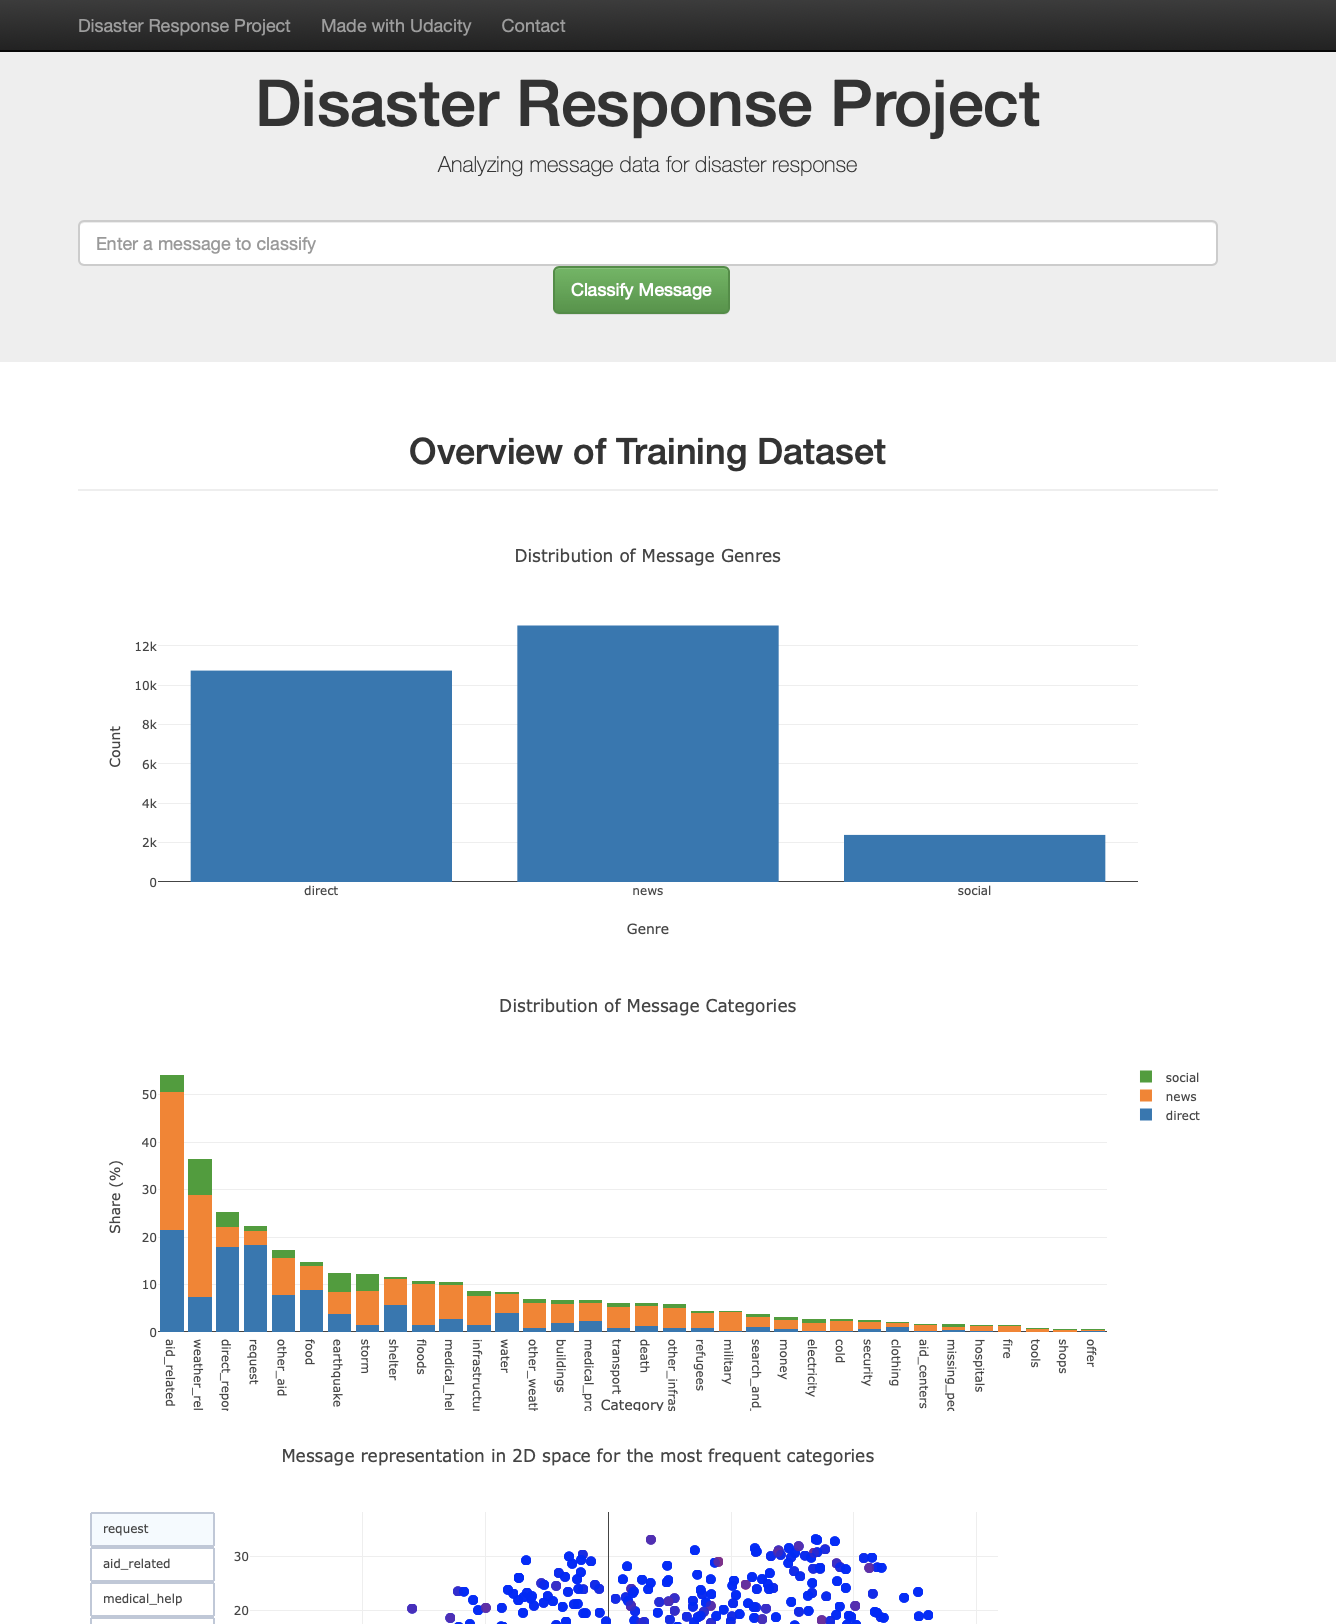 Disaster Response Project Made with Udacity Contact
Disaster Response Project
Analyzing message data for disaster response
Enter a message to classify
Classify Message
Overview of Training Dataset
Distribution of Message Genres
12k
10k
8k
6k
4k
2k
0
Count
direct news social
Genre
Distribution of Message Categories
50
40
30
20
10
0
Share (%)
social
news
direct
aid_related
weather_rel
direct_repor
request
other_aid
food
earthquake
storm
shelter
floods
medical_hel
infrastructur
water
other_weath
buildings
medical_pro
transport
death
other_infras
refugees
military
search_and_
money
electricity
cold
security
clothing
aid_centers
missing_peo
hospitals
fire
tools
shops
offer
Category
Message representation in 2D space for the most frequent categories
request
aid_related
medical_help
30
20